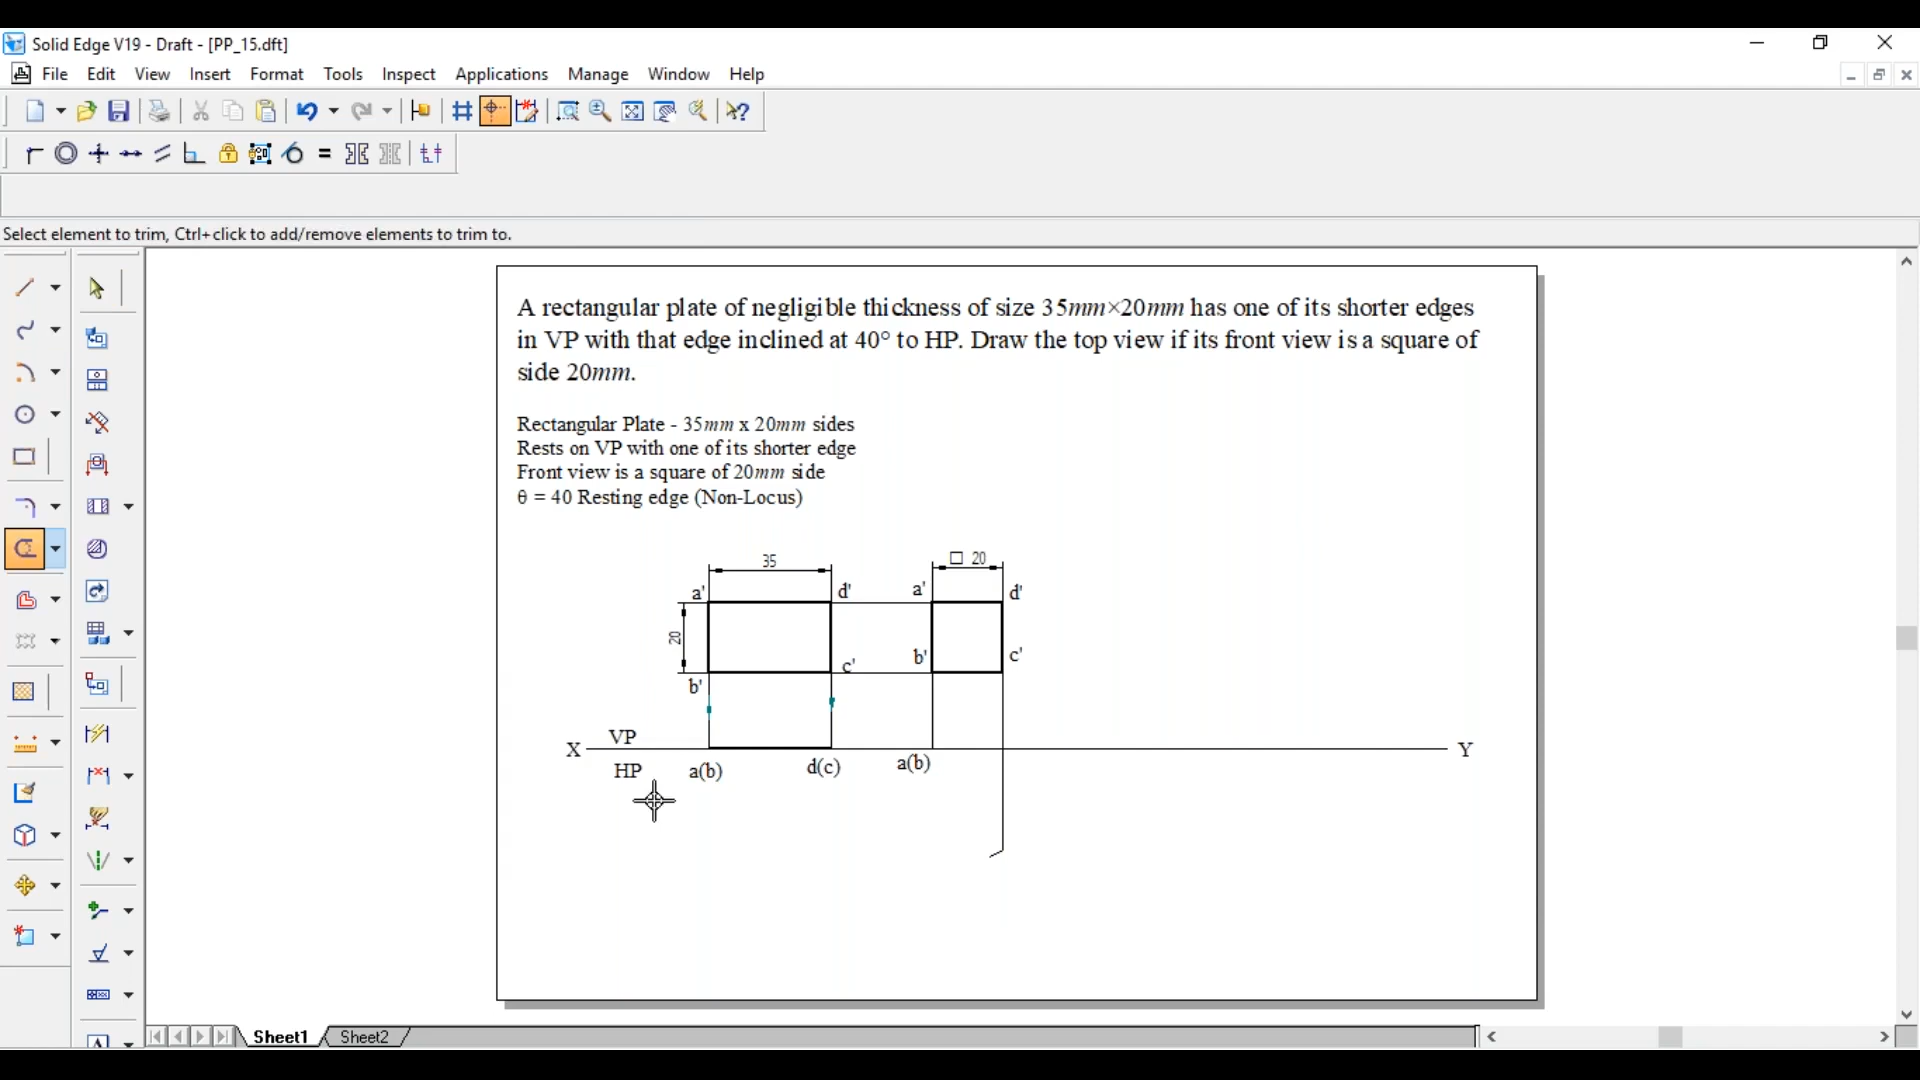 Solid Edge V19 - Draft - [PP_15.dft]
File Edit View Insert Format Tools Inspect Applications Manage Window Help
Select element to trim, Ctrl+click to add/remove elements to trim to.
A rectangular plate of negligible thickness of size 35mm×20mm has one of its shorter edges
in VP with that edge inclined at 40° to HP. Draw the top view if its front view is a square of
side 20mm.
Rectangular Plate - 35mm x 20mm sides
Rests on VP with one of its shorter edge
Front view is a square of 20mm side
θ = 40 Resting edge (Non-Locus)
35
□ 20
a' d' a' d'
20
b' c' b' c'
VP
X Y
HP a(b) d(c) a(b)
Sheet1 Sheet2